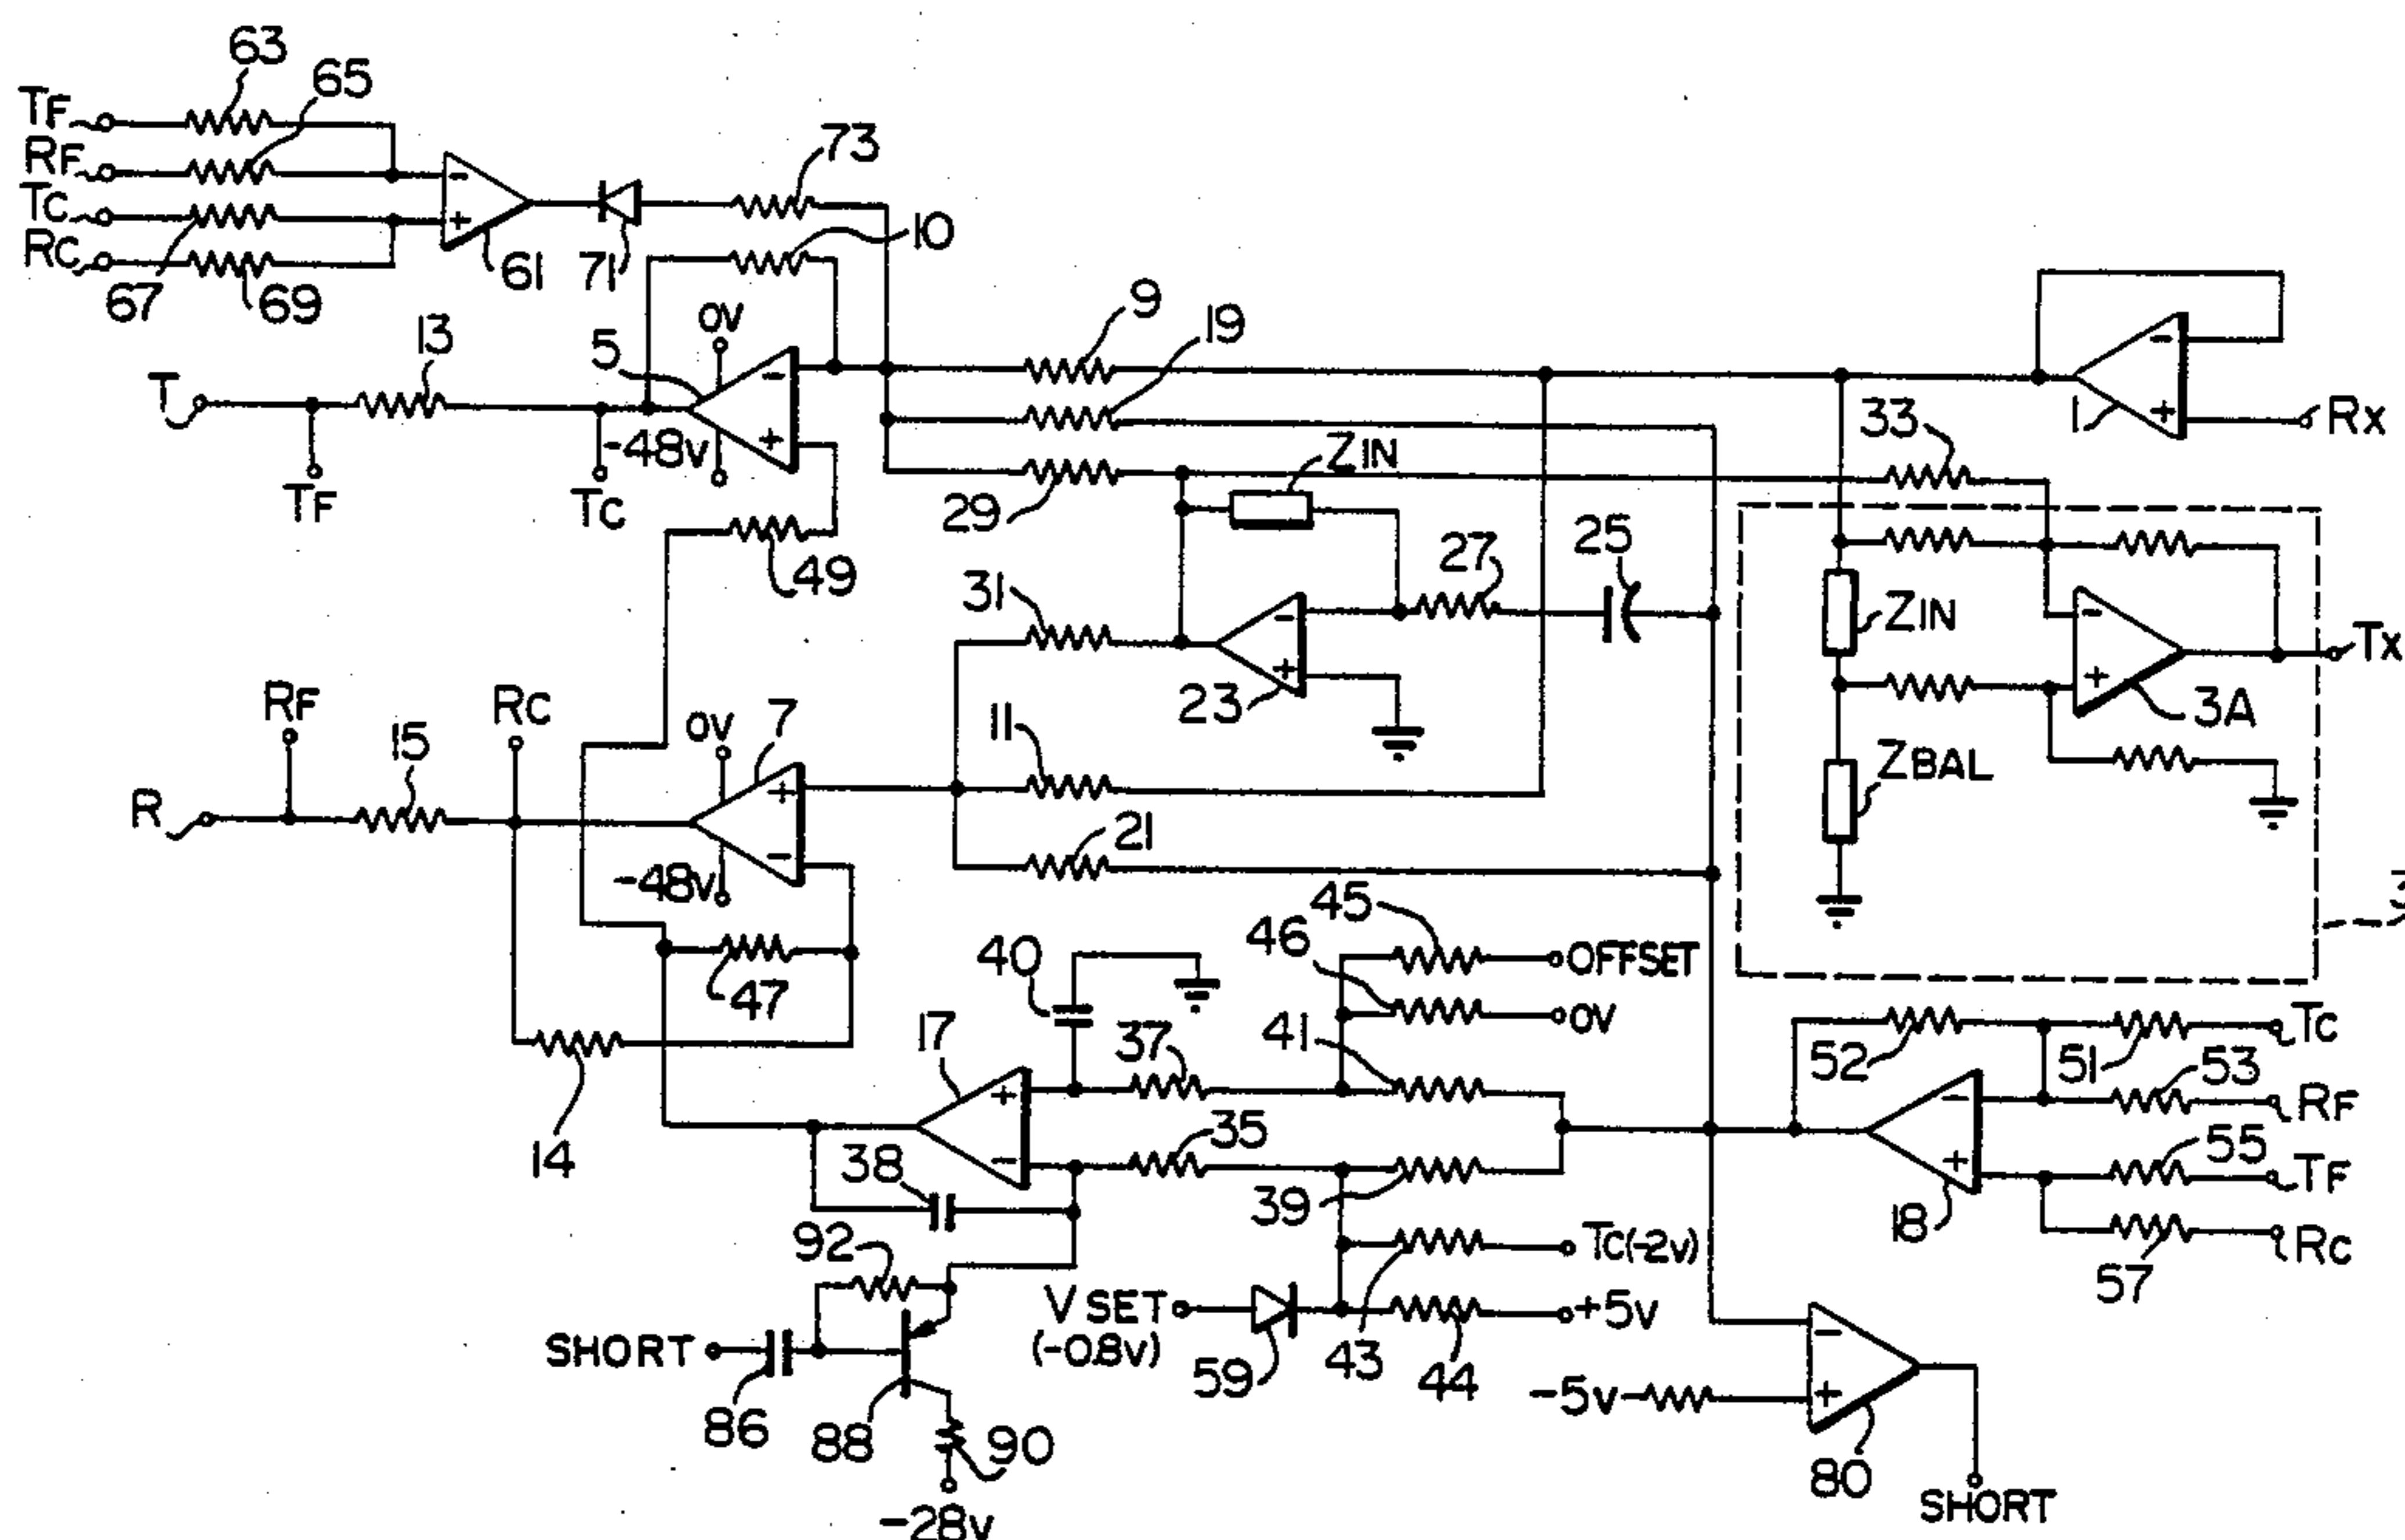 63
65
TF
RF
TC
RC
67
69
61
71
73
10
13
5
0V
-48V
T
TF
TC
49
9
19
29
ZIN
27
25
31
23
11
21
33
1
RX
ZIN
ZBAL
3A
TX
3
RF
15
RC
0V
7
R
-48V
47
14
17
40
37
45
46
OFFSET
0V
41
35
39
38
92
SHORT
86
88
90
-28V
V SET
(-0.8V)
59
43
44
TC(-2V)
+5V
52
51
TC
53
RF
55
TF
57
RC
18
-5V
80
SHORT